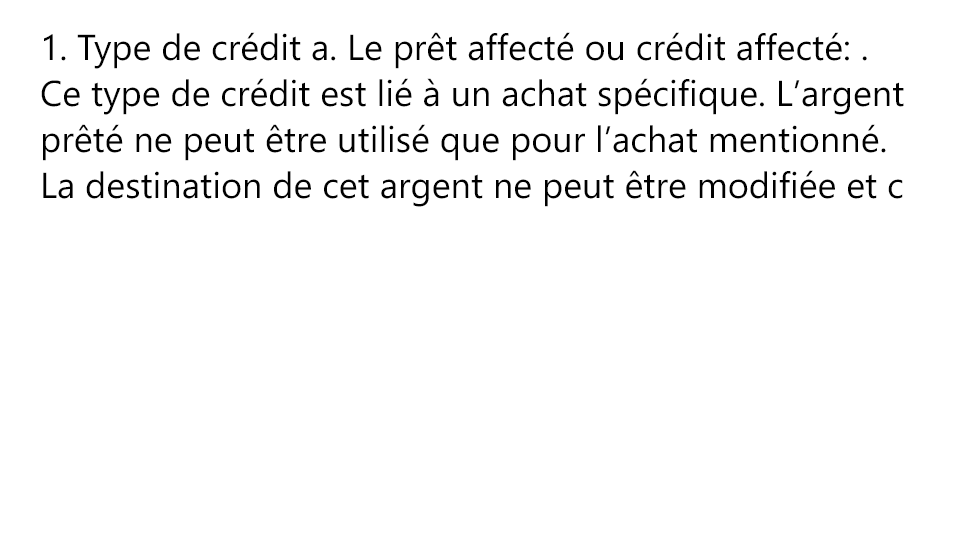 1. Type de crédit a. Le prêt affecté ou crédit affecté: .
Ce type de crédit est lié à un achat spécifique. L’argent
prêté ne peut être utilisé que pour l’achat mentionné.
La destination de cet argent ne peut être modifiée et c